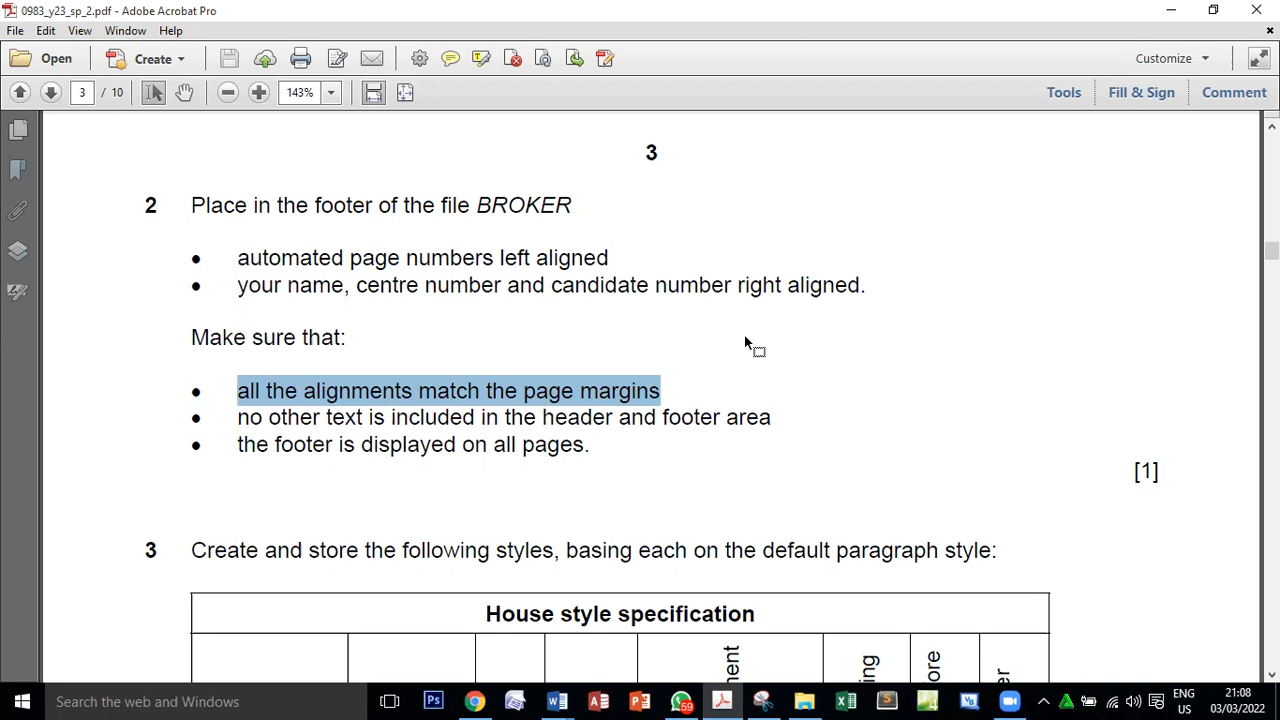 0983_y23_sp_2.pdf - Adobe Acrobat Pro
File Edit View Window Help
Open Create Customize
3 / 10 143% Tools Fill & Sign Comment
3
2 Place in the footer of the file BROKER
• automated page numbers left aligned
• your name, centre number and candidate number right aligned.
Make sure that:
• all the alignments match the page margins
• no other text is included in the header and footer area
• the footer is displayed on all pages.
[1]
3 Create and store the following styles, basing each on the default paragraph style:
House style specification
Search the web and Windows
59
ENG 21:08
US 03/03/2022